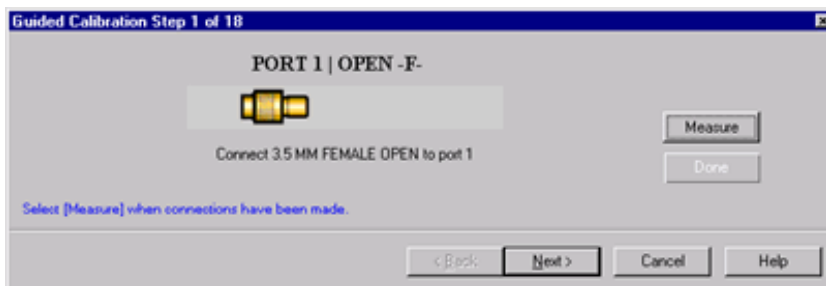 Guided Calibration Step 1 of 18
PORT 1 | OPEN -F-
Connect 3.5 MM FEMALE OPEN to port 1
Measure
Done
Select [Measure] when connections have been made.
< Back
Next >
Cancel
Help